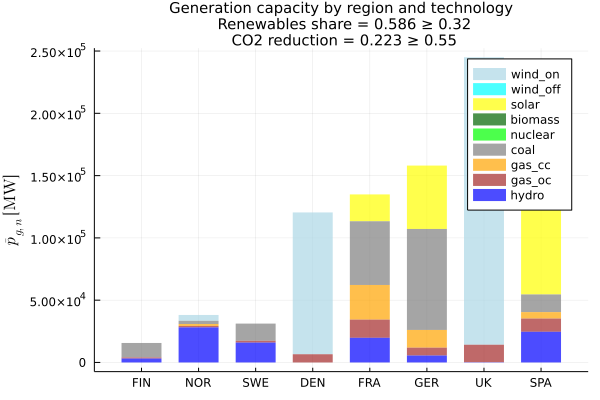 Generation capacity by region and technology
Renewables share = 0.586 ≥ 0.32
CO2 reduction = 0.223 ≥ 0.55
p̄g,n [MW]
2.50×10⁵
2.00×10⁵
1.50×10⁵
1.00×10⁵
5.00×10⁴
0
wind_on
wind_off
solar
biomass
nuclear
coal
gas_cc
gas_oc
hydro
FIN NOR SWE DEN FRA GER UK SPA